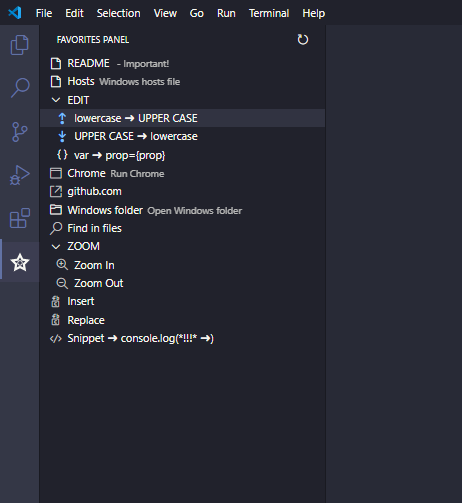 File Edit Selection View Go Run Terminal Help
FAVORITES PANEL
README - Important!
Hosts Windows hosts file
EDIT
lowercase ➜ UPPER CASE
UPPER CASE ➜ lowercase
{} var ➜ prop={prop}
Chrome Run Chrome
github.com
Windows folder Open Windows folder
Find in files
ZOOM
Zoom In
Zoom Out
Insert
Replace
Snippet ➜ console.log(*!!!* ➜)